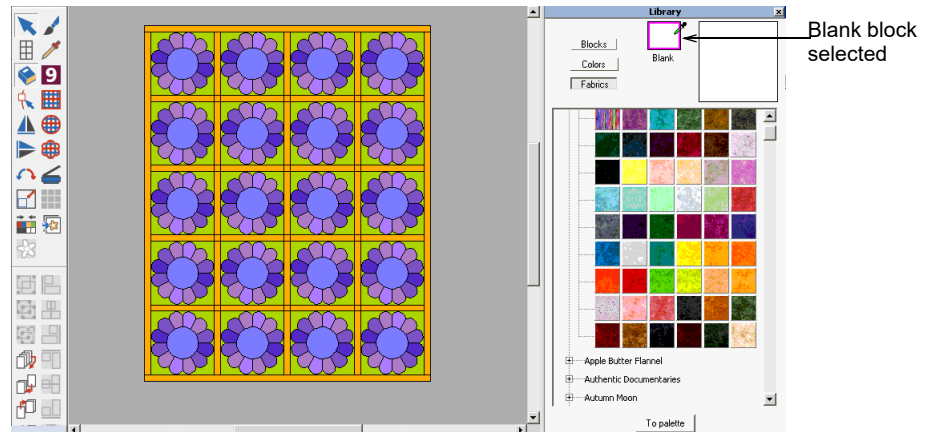 Library
Blank block
selected
Blocks
Blank
Colors
Fabrics
9
Apple Butter Flannel
Authentic Documentaries
Autumn Moon
To palette